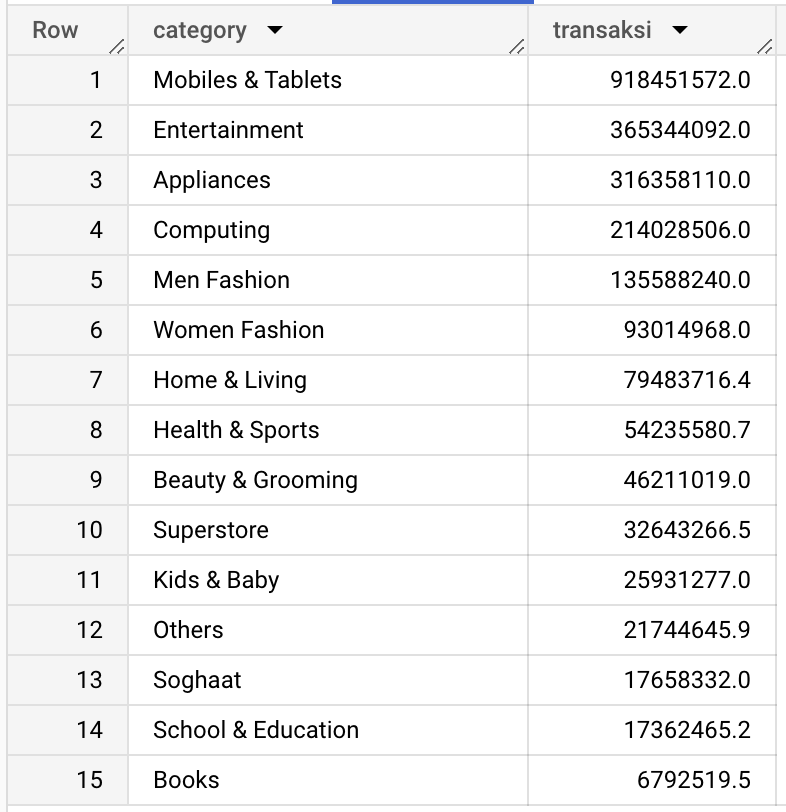 Row category transaksi
1 Mobiles & Tablets 918451572.0
2 Entertainment 365344092.0
3 Appliances 316358110.0
4 Computing 214028506.0
5 Men Fashion 135588240.0
6 Women Fashion 93014968.0
7 Home & Living 79483716.4
8 Health & Sports 54235580.7
9 Beauty & Grooming 46211019.0
10 Superstore 32643266.5
11 Kids & Baby 25931277.0
12 Others 21744645.9
13 Soghaat 17658332.0
14 School & Education 17362465.2
15 Books 6792519.5